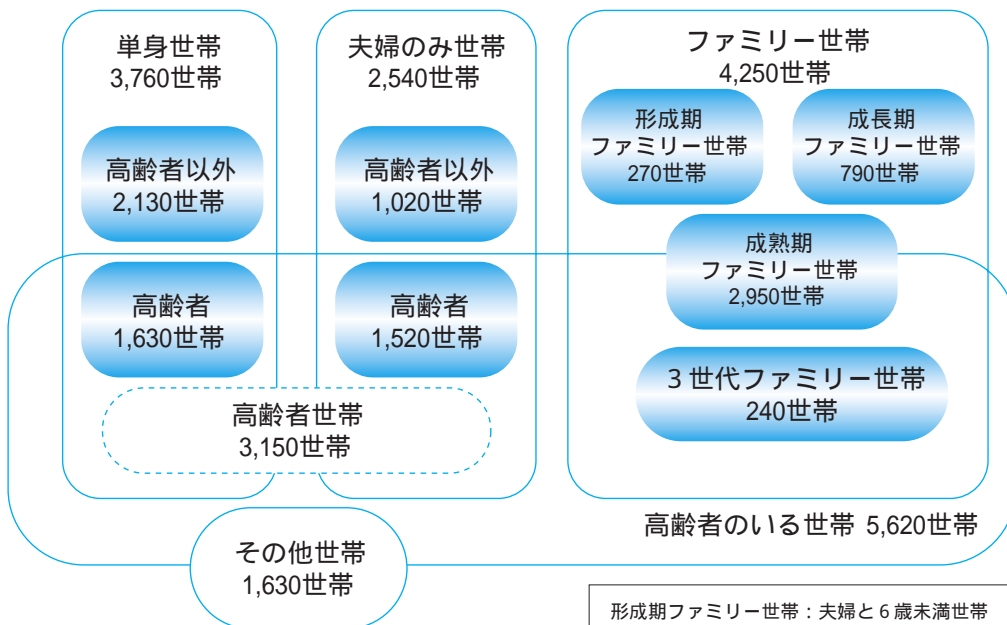 単身世帯
3,760世帯
高齢者以外
2,130世帯
高齢者
1,630世帯
夫婦のみ世帯
2,540世帯
高齢者以外
1,020世帯
高齢者
1,520世帯
高齢者世帯
3,150世帯
ファミリー世帯
4,250世帯
形成期
ファミリー世帯
270世帯
成長期
ファミリー世帯
790世帯
成熟期
ファミリー世帯
2,950世帯
３世代ファミリー世帯
240世帯
高齢者のいる世帯 5,620世帯
その他世帯
1,630世帯
形成期ファミリー世帯：夫婦と６歳未満世帯